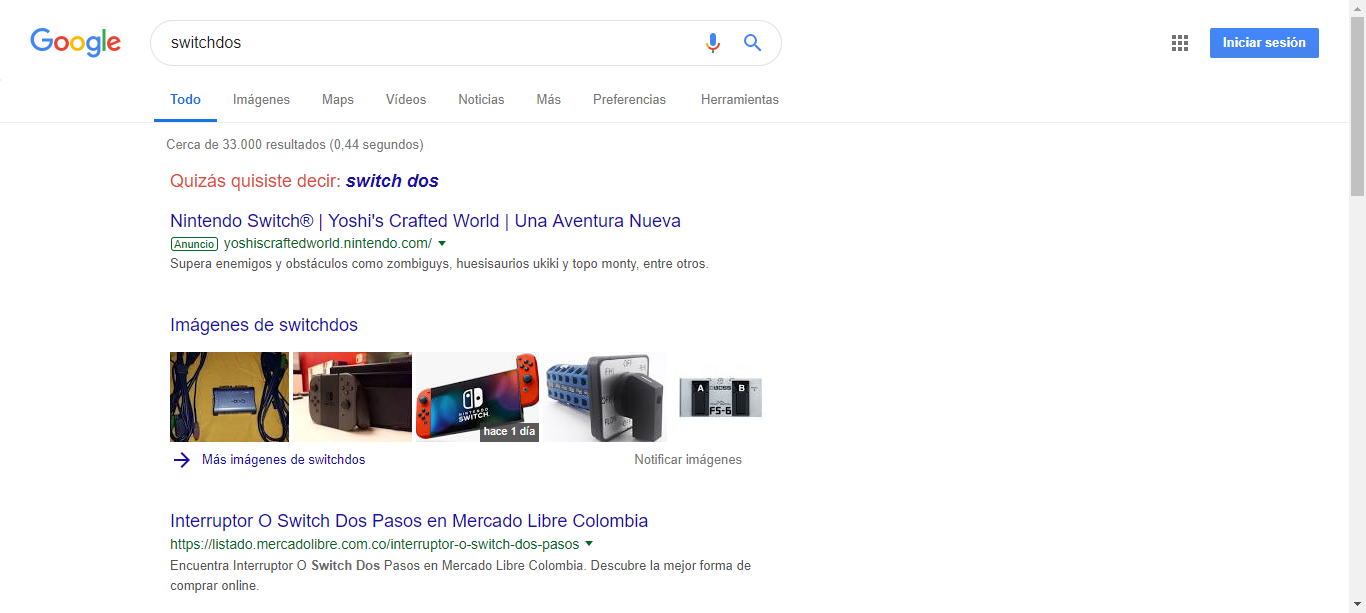 Google
switchdos
Iniciar sesión
Todo Imágenes Maps Vídeos Noticias Más Preferencias Herramientas
Cerca de 33.000 resultados (0,44 segundos)
Quizás quisiste decir: switch dos
Nintendo Switch® | Yoshi's Crafted World | Una Aventura Nueva
Anuncio yoshiscraftedworld.nintendo.com/
Supera enemigos y obstáculos como zombiguys, huesisaurios ukiki y topo monty, entre otros.
Imágenes de switchdos
NINTENDO
SWITCH
hace 1 día
OFF
A B
BOSS
FS-6
Más imágenes de switchdos
Notificar imágenes
Interruptor O Switch Dos Pasos en Mercado Libre Colombia
https://listado.mercadolibre.com.co/interruptor-o-switch-dos-pasos
Encuentra Interruptor O Switch Dos Pasos en Mercado Libre Colombia. Descubre la mejor forma de
comprar online.